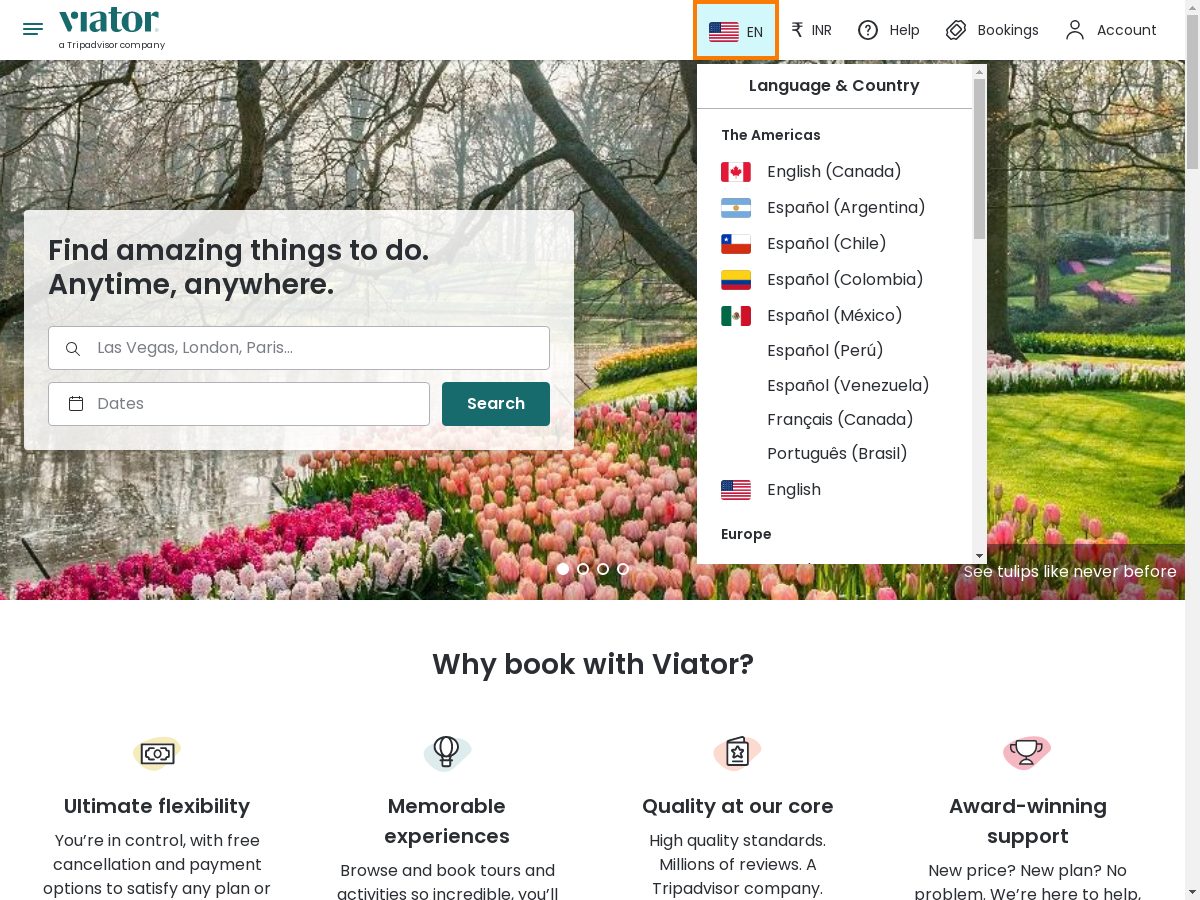 viator
a Tripadvisor company
EN
₹ INR
Help
Bookings
Account
Language & Country
The Americas
English (Canada)
Español (Argentina)
Español (Chile)
Español (Colombia)
Español (México)
Español (Perú)
Español (Venezuela)
Français (Canada)
Português (Brasil)
English
Europe
Find amazing things to do.
Anytime, anywhere.
Las Vegas, London, Paris...
Dates
Search
See tulips like never before
Why book with Viator?
Ultimate flexibility
You’re in control, with free
cancellation and payment
options to satisfy any plan or
Memorable
experiences
Browse and book tours and
activities so incredible, you’ll
Quality at our core
High quality standards.
Millions of reviews. A
Tripadvisor company.
Award-winning
support
New price? New plan? No
problem. We’re here to help,